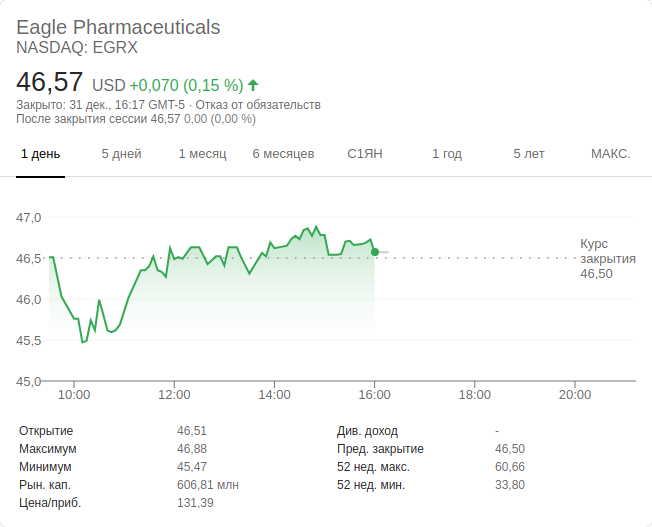 Eagle Pharmaceuticals
NASDAQ: EGRX
46,57 USD +0,070 (0,15 %)
Закрыто: 31 дек., 16:17 GMT-5 · Отказ от обязательств
После закрытия сессии 46,57 0,00 (0,00 %)
1 день 5 дней 1 месяц 6 месяцев С1ЯН 1 год 5 лет МАКС.
47,0
46,5
46,0
45,5
45,0
Курс
закрытия
46,50
10:00 12:00 14:00 16:00 18:00 20:00
Открытие 46,51 Див. доход -
Максимум 46,88 Пред. закрытие 46,50
Минимум 45,47 52 нед. макс. 60,66
Рын. кап. 606,81 млн 52 нед. мин. 33,80
Цена/приб. 131,39